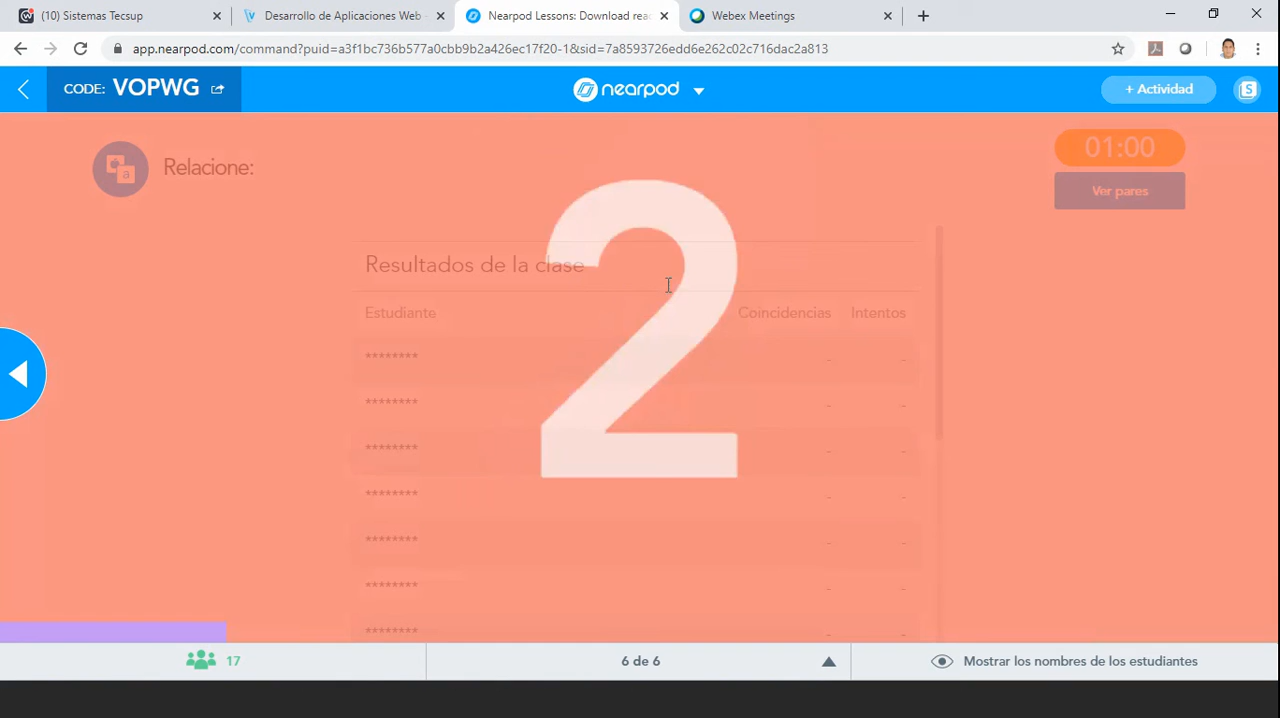 (10) Sistemas Tecsup
Desarrollo de Aplicaciones Web -
Nearpod Lessons: Download rea
Webex Meetings
app.nearpod.com/command?puid=a3f1bc736b577a0cbb9b2a426ec17f20-1&sid=7a8593726edd6e262c02c716dac2a813
CODE: VOPWG
nearpod
+ Actividad
S
Relione:
01:00
Ver pares
2
Resultados de la clase
Estudiante Coincidencias Intentos
******** - -
******** - -
******** - -
******** - -
******** - -
******** - -
******** - -
17
6 de 6
Mostrar los nombres de los estudiantes